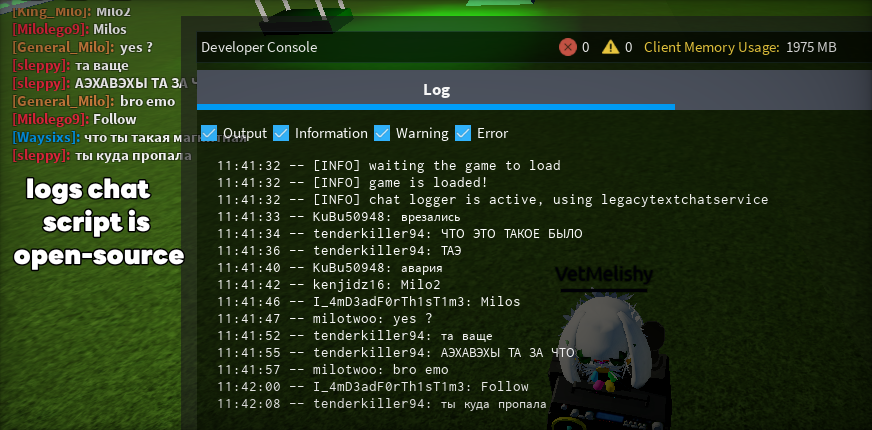 [King_Milo]: Milo2
[Milolego9]: Milos
[General_Milo]: yes ?
[sleppy]: та ваще
[sleppy]: АЭХАВЭХЫ ТА ЗА Ч
[General_Milo]: bro emo
[Milolego9]: Follow
[Waysixs]: что ты такая магнитная
[sleppy]: ты куда пропала
logs chat
script is
open-source
Developer Console
0
0
Client Memory Usage: 1975 MB
Log
Output
Information
Warning
Error
11:41:32 -- [INFO] waiting the game to load
11:41:32 -- [INFO] game is loaded!
11:41:32 -- [INFO] chat logger is active, using legacytextchatservice
11:41:33 -- KuBu50948: врезались
11:41:34 -- tenderkiller94: ЧТО ЭТО ТАКОЕ БЫЛО
11:41:36 -- tenderkiller94: ТАЭ
11:41:40 -- KuBu50948: авария
11:41:42 -- kenjidz16: Milo2
11:41:46 -- I_4mD3adF0rTh1sT1m3: Milos
11:41:47 -- milotwoo: yes ?
11:41:52 -- tenderkiller94: та ваще
11:41:55 -- tenderkiller94: АЭХАВЭХЫ ТА ЗА ЧТО
11:41:57 -- milotwoo: bro emo
11:42:00 -- I_4mD3adF0rTh1sT1m3: Follow
11:42:08 -- tenderkiller94: ты куда пропала
VetMelishy